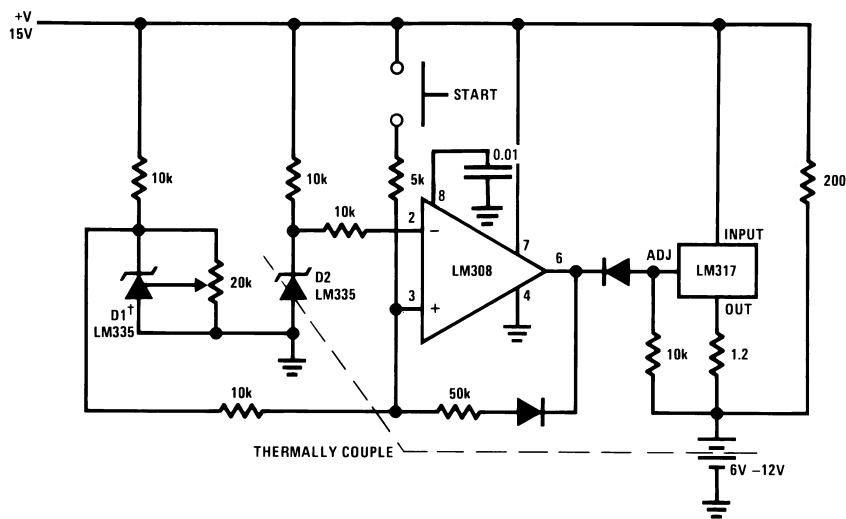 +V
15V
START
0.01
10k
10k
5k
8
200
10k
2
−
7
6
ADJ
INPUT
LM317
OUT
LM308
20k
D2
LM335
D1†
LM335
3
+
4
10k
1.2
10k
50k
THERMALLY COUPLE
6V −12V